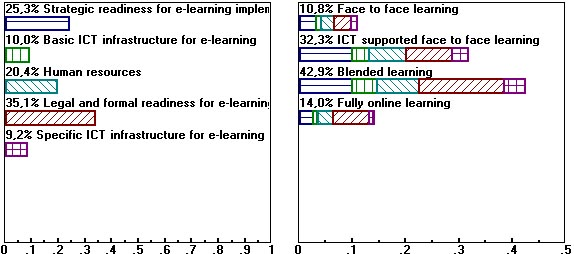 25,3% Strategic readiness for e-learning implen
10,0% Basic ICT infrastructure for e-learning
20,4% Human resources
35,1% Legal and formal readiness for e-learning
9,2% Specific ICT infrastructure for e-learning
0 .1 .2 .3 .4 .5 .6 .7 .8 .9 1
10,8% Face to face learning
32,3% ICT supported face to face learning
42,9% Blended learning
14,0% Fully online learning
0 .1 .2 .3 .4 .5